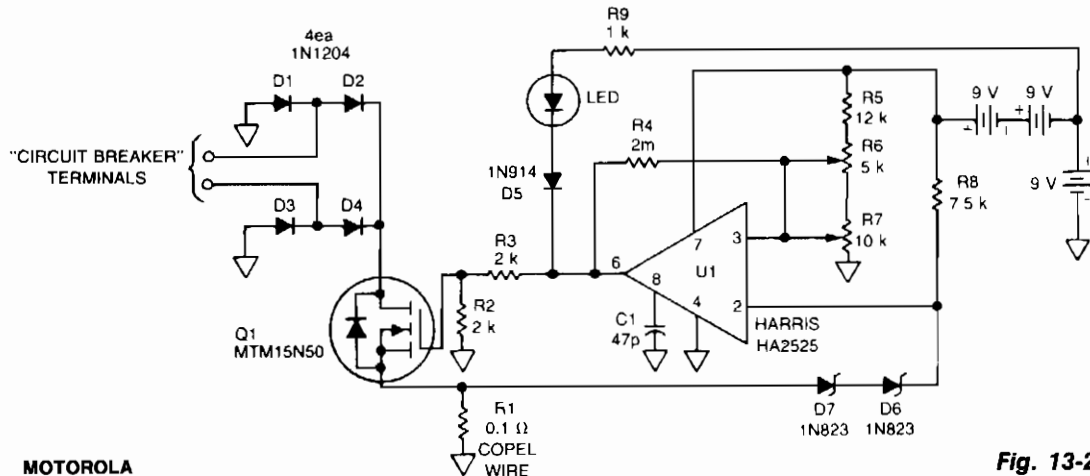 4ea
1N1204
D1
D2
"CIRCUIT BREAKER"
TERMINALS
D3
D4
Q1
MTM15N50
R9
1 k
LED
1N914
D5
R4
2m
R3
2 k
R2
2 k
R1
0.1 Ω
COPEL
WIRE
6
7
8
U1
4
3
2
C1
47p
HARRIS
HA2525
R5
12 k
R6
5 k
R7
10 k
R8
7 5 k
9 V
9 V
9 V
+
+
+
-
D7
1N823
D6
1N823
MOTOROLA
Fig. 13-2